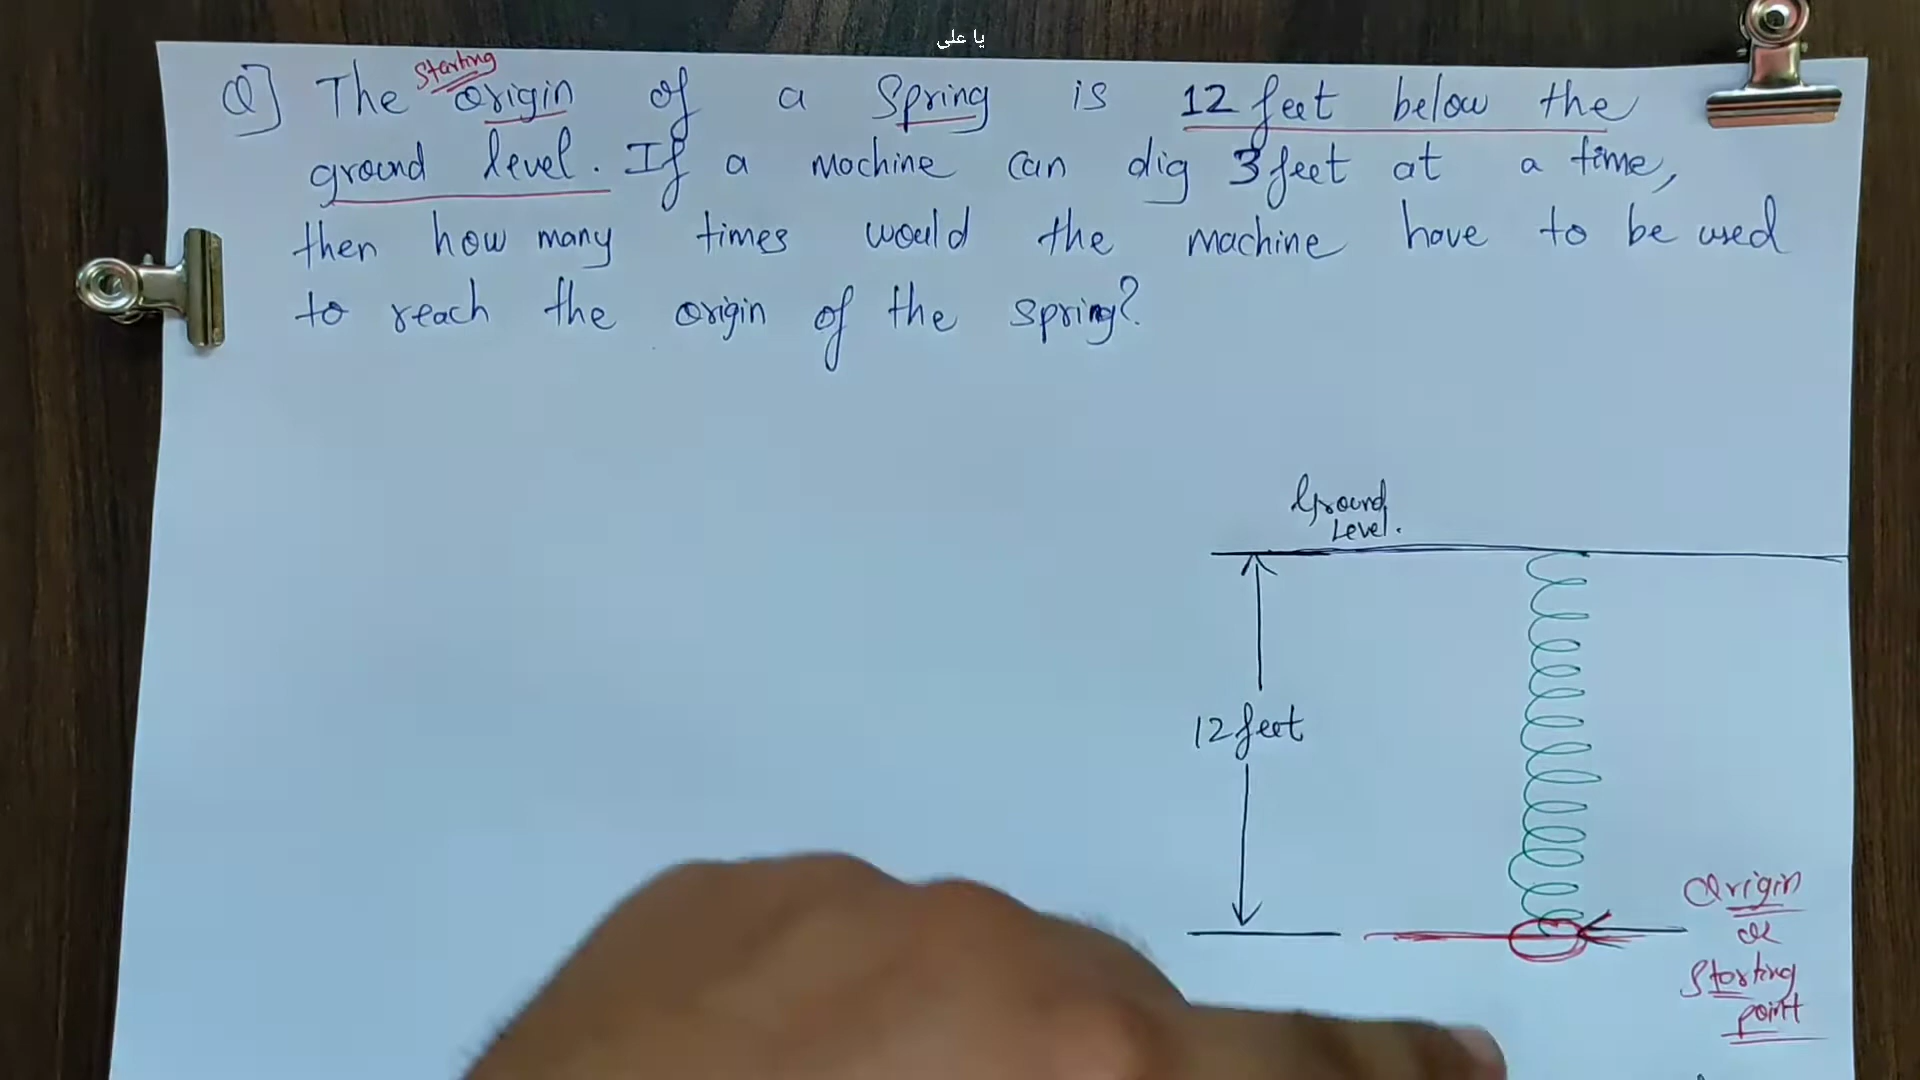 یا علی
Starting
Q] The origin of a Spring is 12 feet below the
ground level. If a machine can dig 3 feet at a time,
then how many times would the machine have to be used
to reach the origin of the spring?
Ground
Level.
12 feet
Origin
or
Starting
point